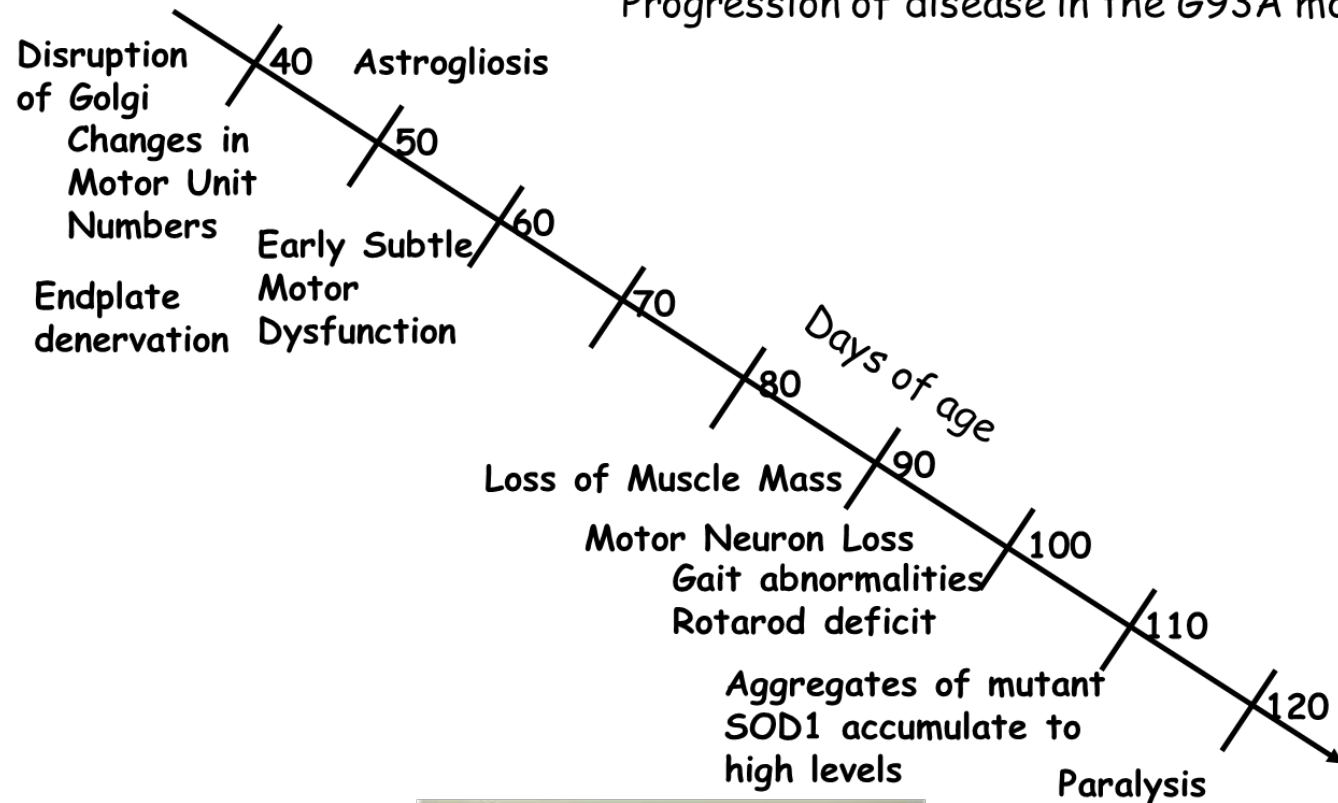 Progression of disease in the G93A
Disruption
of Golgi
40
Astrogliosis
Changes in
Motor Unit
Numbers
50
60
Early Subtle
Motor
Dysfunction
Endplate
denervation
70
80
Days of age
90
Loss of Muscle Mass
Motor Neuron Loss
100
Gait abnormalities
Rotarod deficit
110
Aggregates of mutant
SOD1 accumulate to
high levels
120
Paralysis